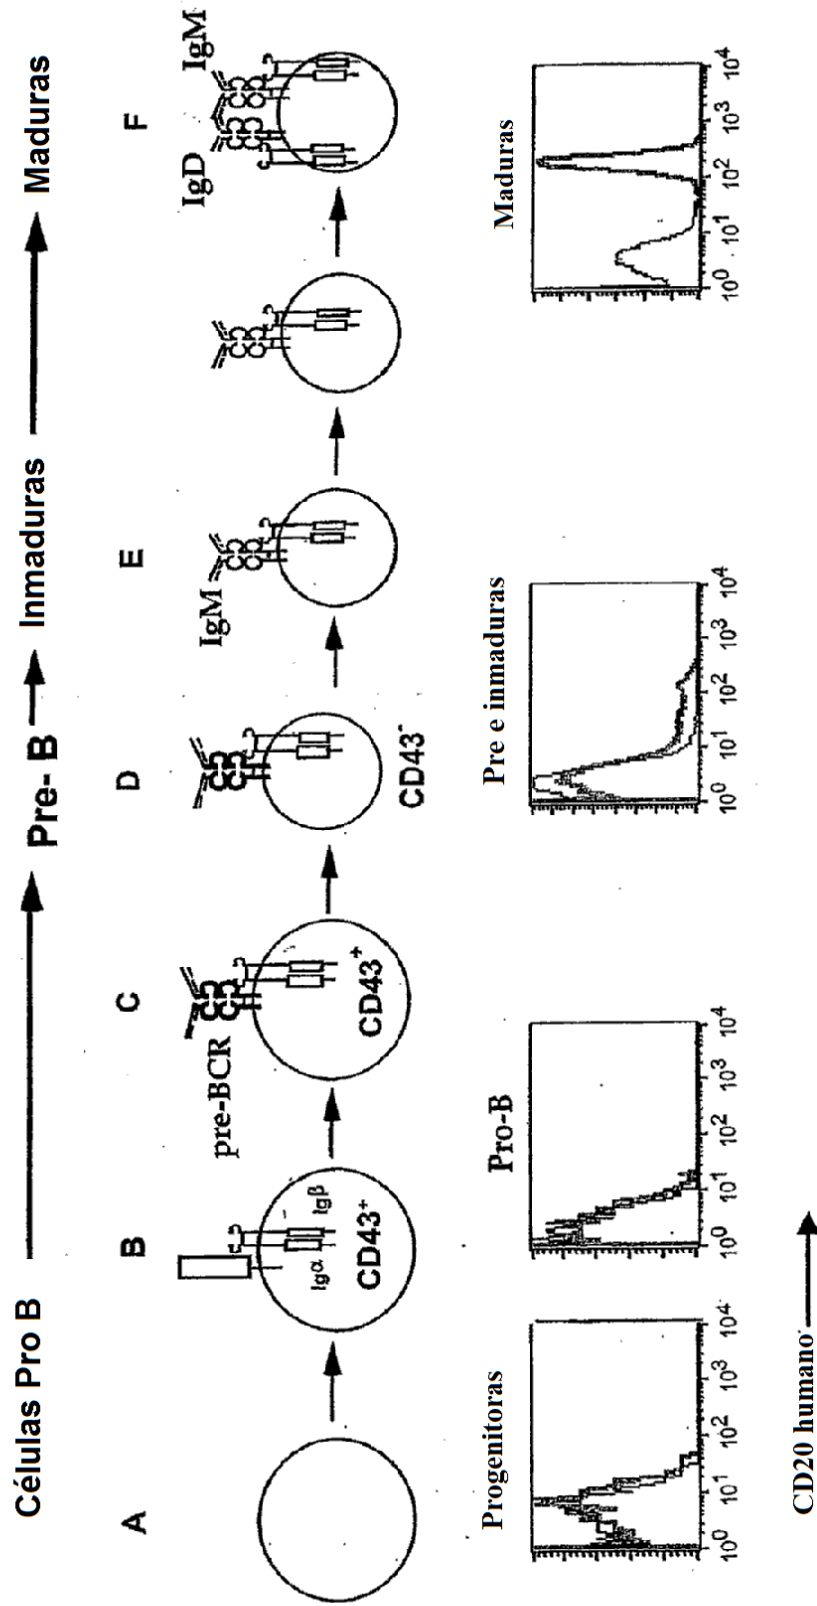 Células Pro B
Pre- B
Inmaduras
Maduras
A
B
C
D
E
F
Igα
Igβ
CD43+
pre-BCR
CD43+
CD43-
IgM
IgD
IgM
Progenitoras
Pro-B
Pre e inmaduras
Maduras
10⁰ 10¹ 10² 10³ 10⁴
10⁰ 10¹ 10² 10³ 10⁴
10⁰ 10¹ 10² 10³ 10⁴
10⁰ 10¹ 10² 10³ 10⁴
CD20 humano